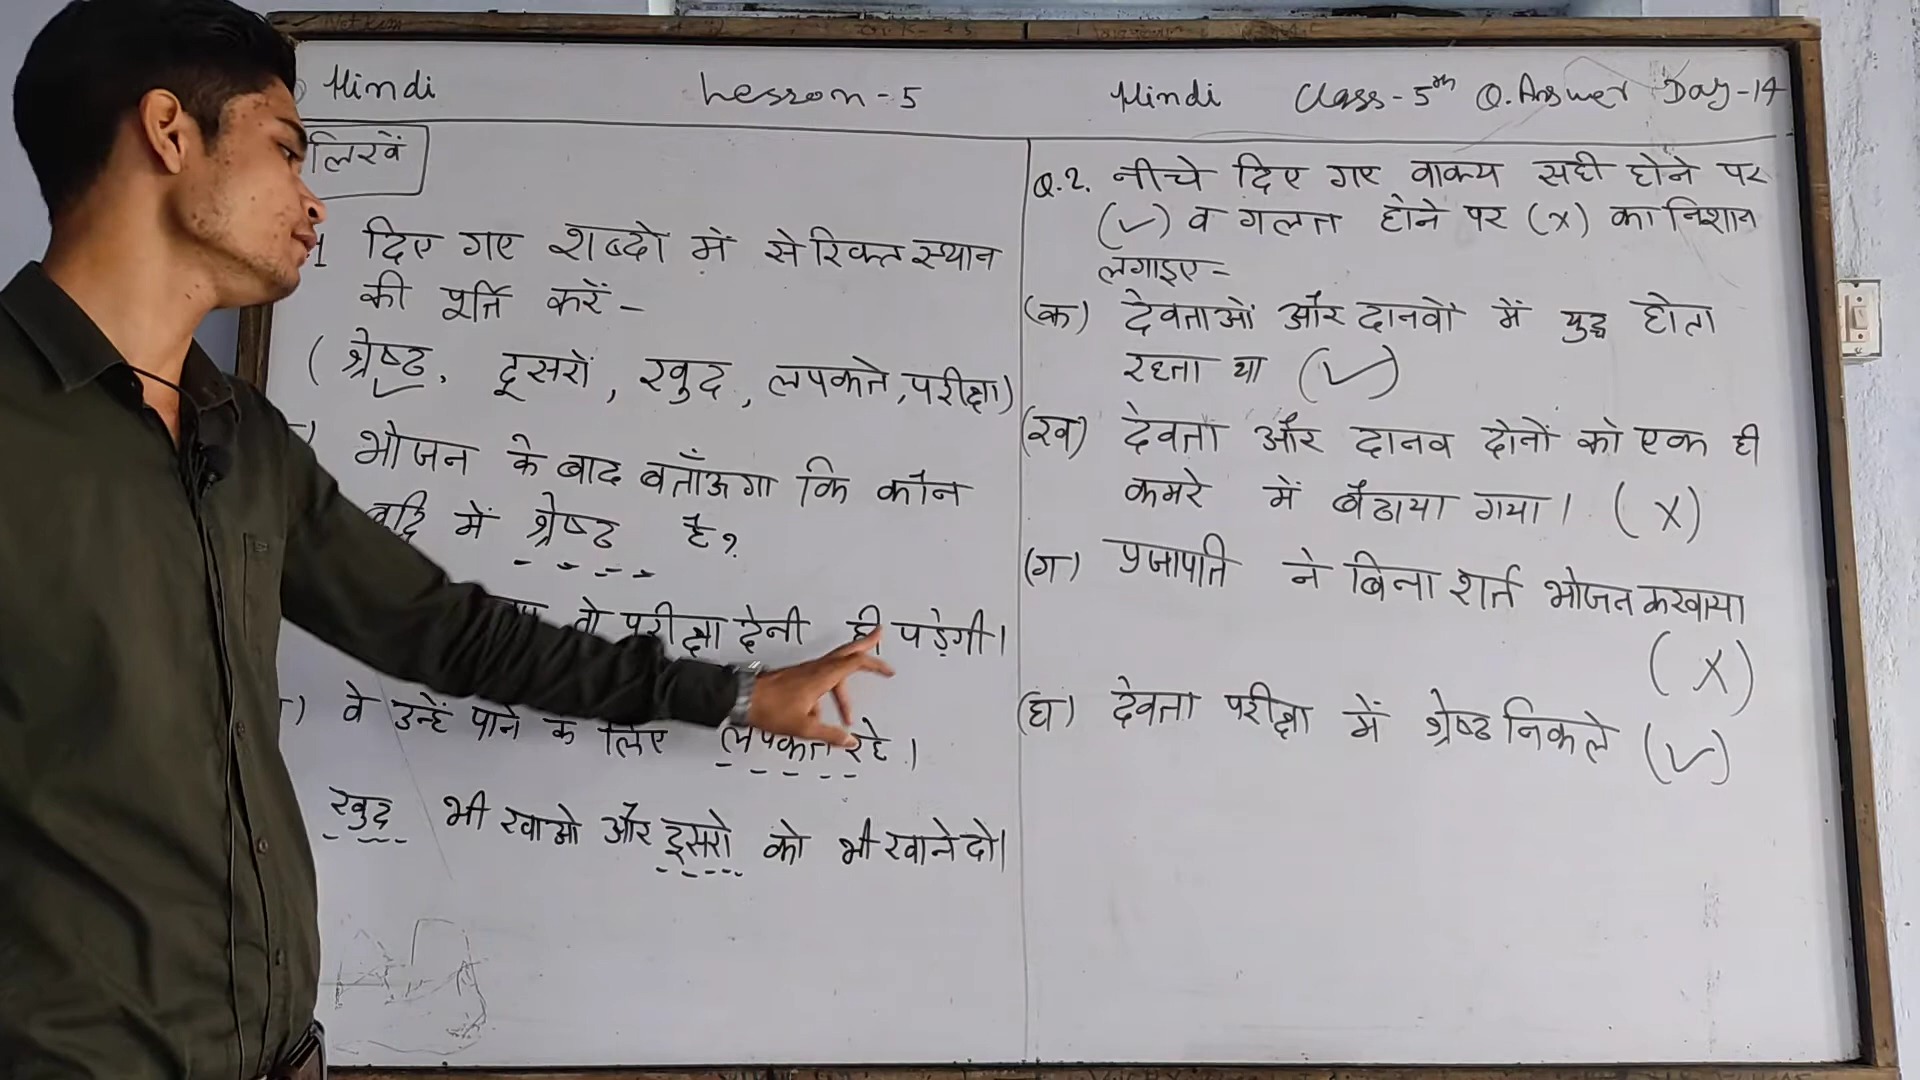 Hindi Lesson-5
लिखें
दिए गए शब्दों में से रिक्त स्थान
की पूर्ति करें -
(श्रेष्ठ, दूसरों, खुद, लपकते, परीक्षा)
भोजन के बाद बताँऊगा कि कौन
बुद्धि में श्रेष्ठ है?
तो परीक्षा देनी ही पड़ेगी।
वे उन्हें पाने के लिए लपकते रहे।
खुद भी खाओ और दूसरो को भी खाने दो।
Hindi Class-5th Q.Answer Day-14
Q.2. नीचे दिए गए वाक्य सही होने पर
(✓) व गलत होने पर (x) का निशान
लगाइए-
(क) देवताओं और दानवों में युद्ध होता
रहता था (✓)
(ख) देवता और दानव दोनों को एक ही
कमरे में बैठाया गया। (X)
(ग) प्रजापति ने बिना शर्त भोजन करवाया
(X)
(घ) देवता परीक्षा में श्रेष्ठ निकले (✓)